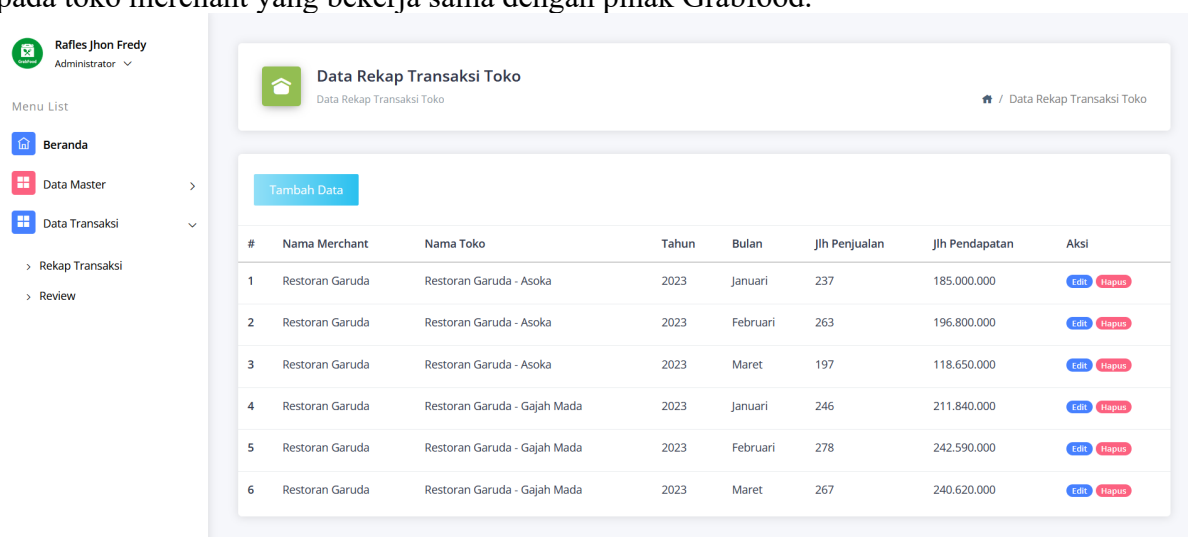 pada toko merchant yang bekerja sama dengan pihak Grabfood.
Rafles Jhon Fredy
Administrator
Menu List
Beranda
Data Master
Data Transaksi
Rekap Transaksi
Review
Data Rekap Transaksi Toko
Data Rekap Transaksi Toko
/ Data Rekap Transaksi Toko
Tambah Data
# Nama Merchant Nama Toko Tahun Bulan Jlh Penjualan Jlh Pendapatan Aksi
1 Restoran Garuda Restoran Garuda - Asoka 2023 Januari 237 185.000.000 Edit Hapus
2 Restoran Garuda Restoran Garuda - Asoka 2023 Februari 263 196.800.000 Edit Hapus
3 Restoran Garuda Restoran Garuda - Asoka 2023 Maret 197 118.650.000 Edit Hapus
4 Restoran Garuda Restoran Garuda - Gajah Mada 2023 Januari 246 211.840.000 Edit Hapus
5 Restoran Garuda Restoran Garuda - Gajah Mada 2023 Februari 278 242.590.000 Edit Hapus
6 Restoran Garuda Restoran Garuda - Gajah Mada 2023 Maret 267 240.620.000 Edit Hapus